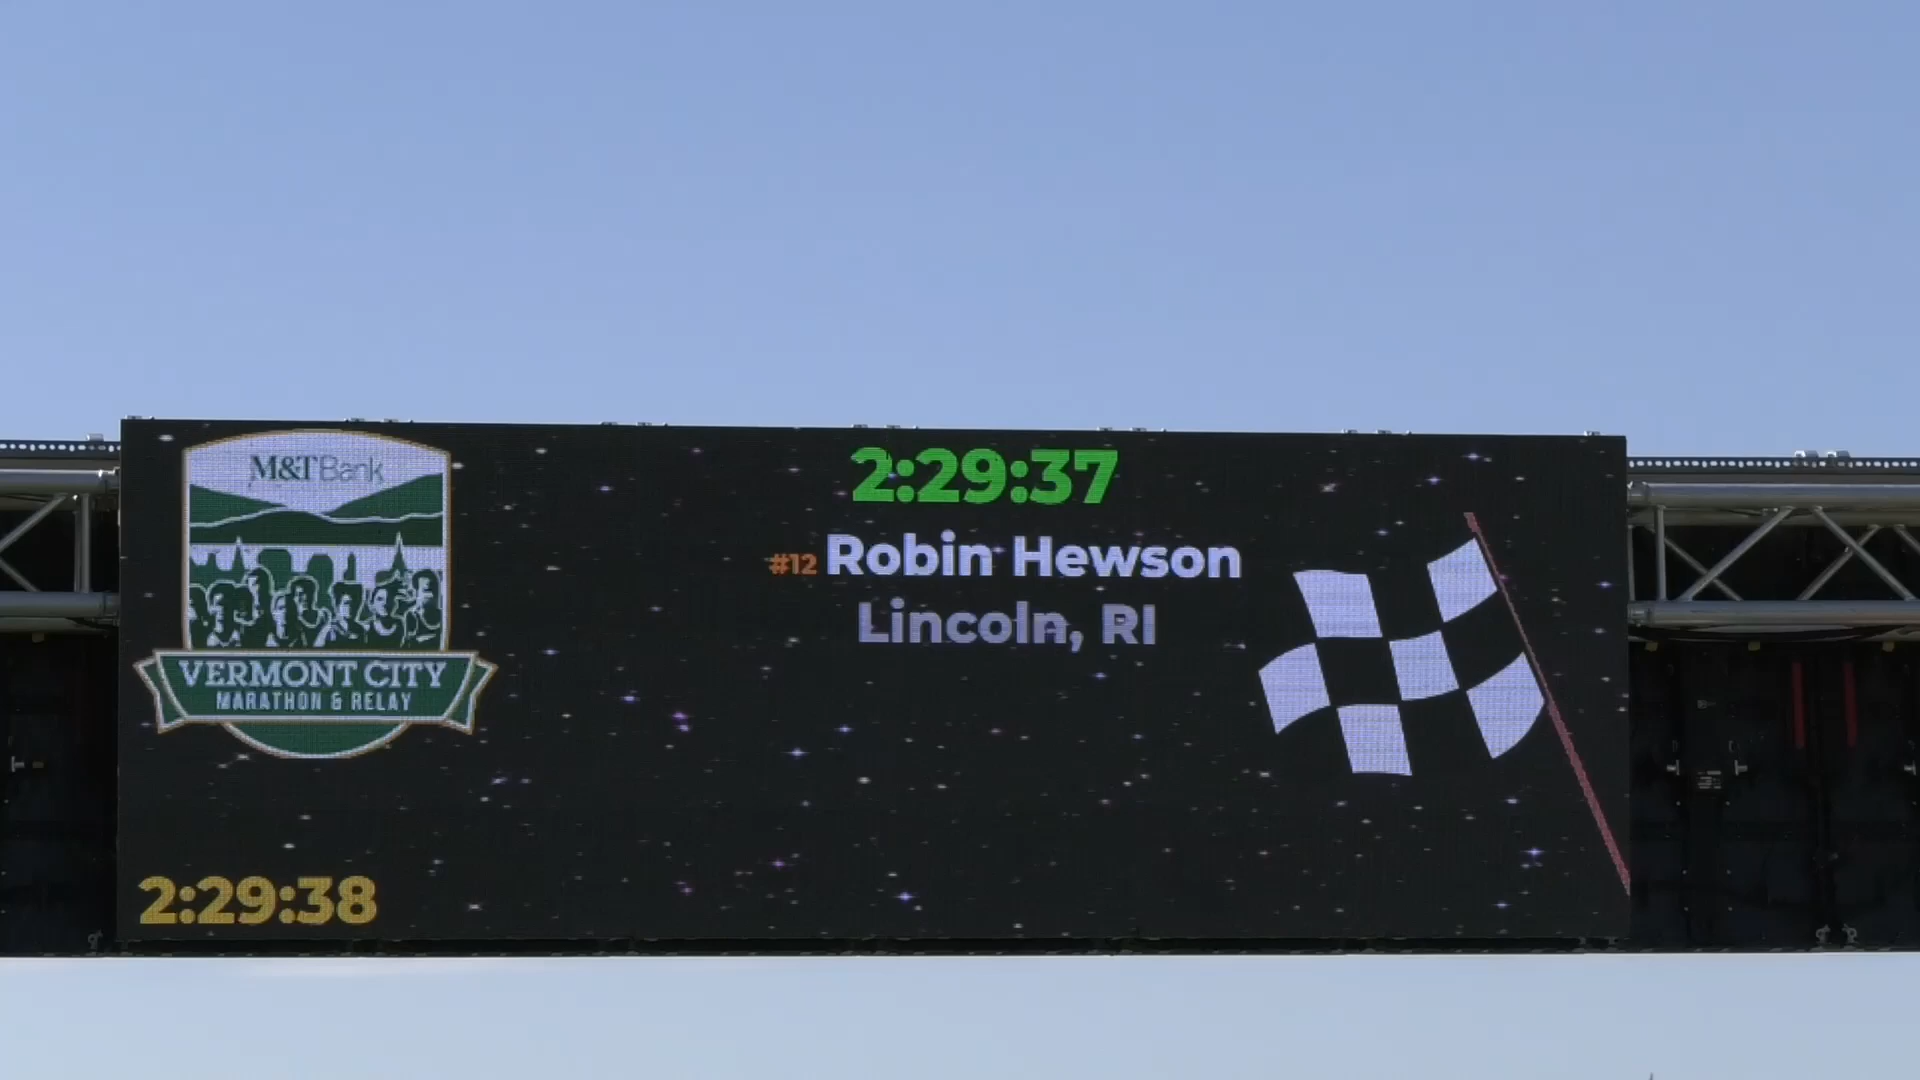 M&T Bank
VERMONT CITY
MARATHON & RELAY
2:29:37
#12 Robin Hewson
Lincoln, RI
2:29:38